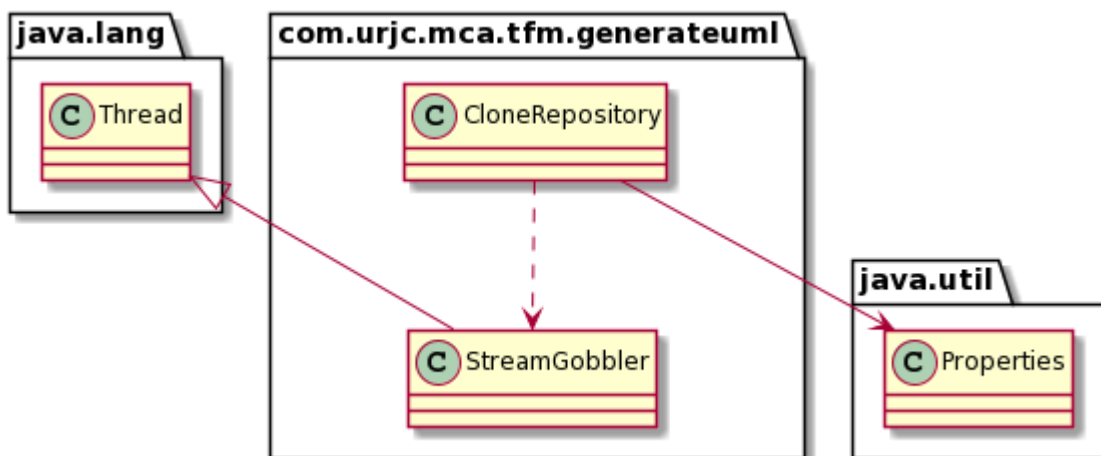 java.lang
com.urjc.mca.tfm.generateuml
C Thread
C CloneRepository
java.util
C StreamGobbler
C Properties